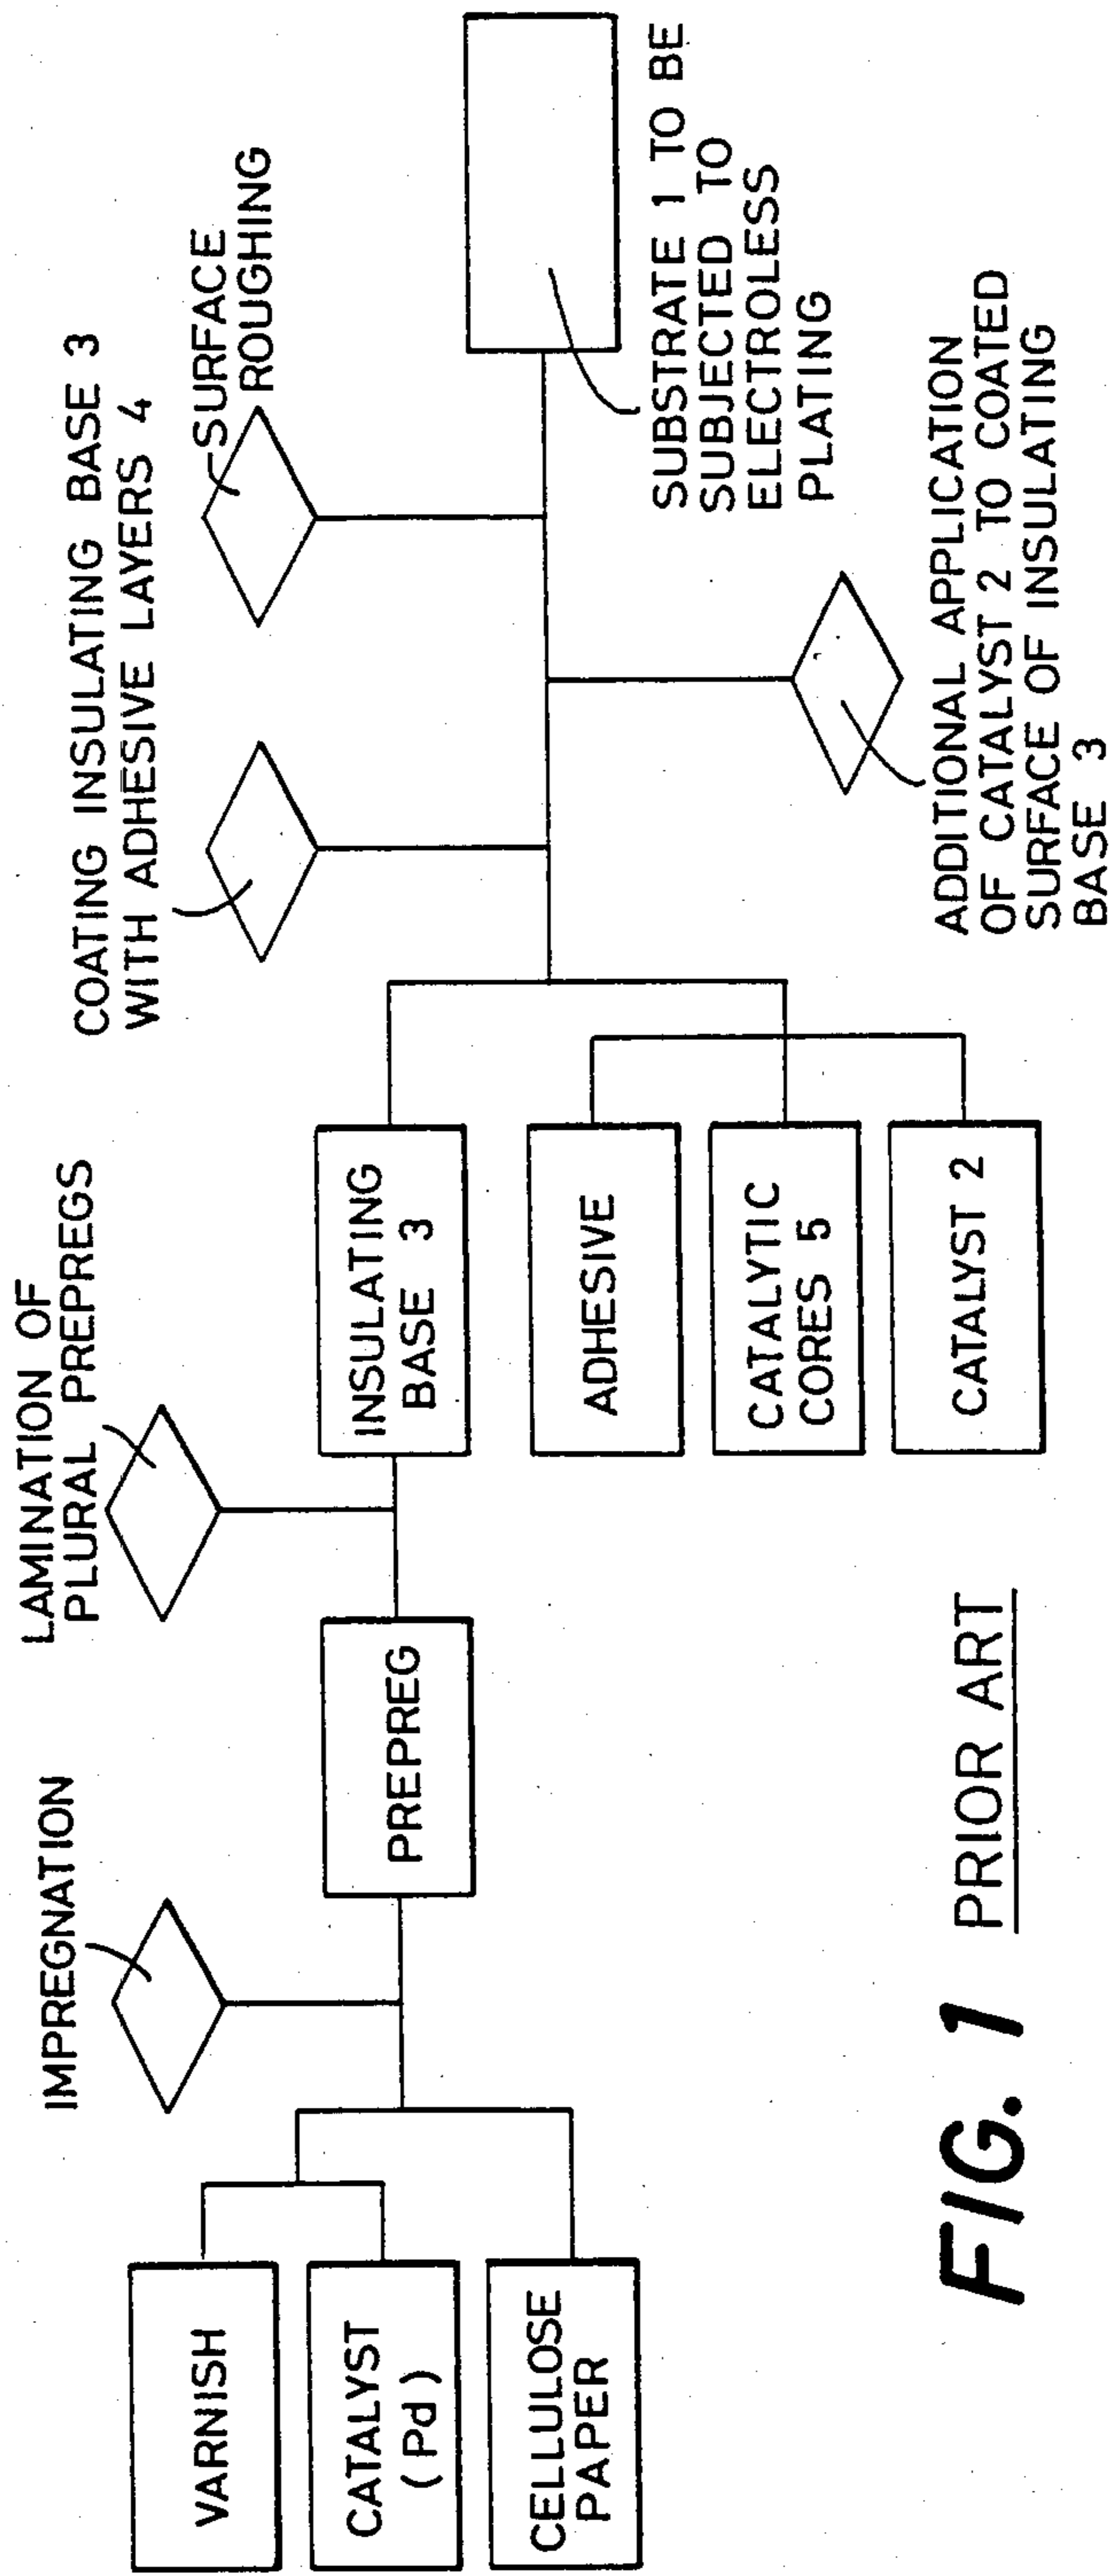 VARNISH
CATALYST
(Pd)
CELLULOSE
PAPER
IMPREGNATION
PREPREG
LAMINATION OF
PLURAL PREPREGS
INSULATING
BASE 3
ADHESIVE
CATALYTIC
CORES 5
CATALYST 2
COATING INSULATING BASE 3
WITH ADHESIVE LAYERS 4
SURFACE
ROUGHING
ADDITIONAL APPLICATION
OF CATALYST 2 TO COATED
SURFACE OF INSULATING
BASE 3
SUBSTRATE 1 TO BE
SUBJECTED TO
ELECTROLESS
PLATING
FIG. 1 PRIOR ART